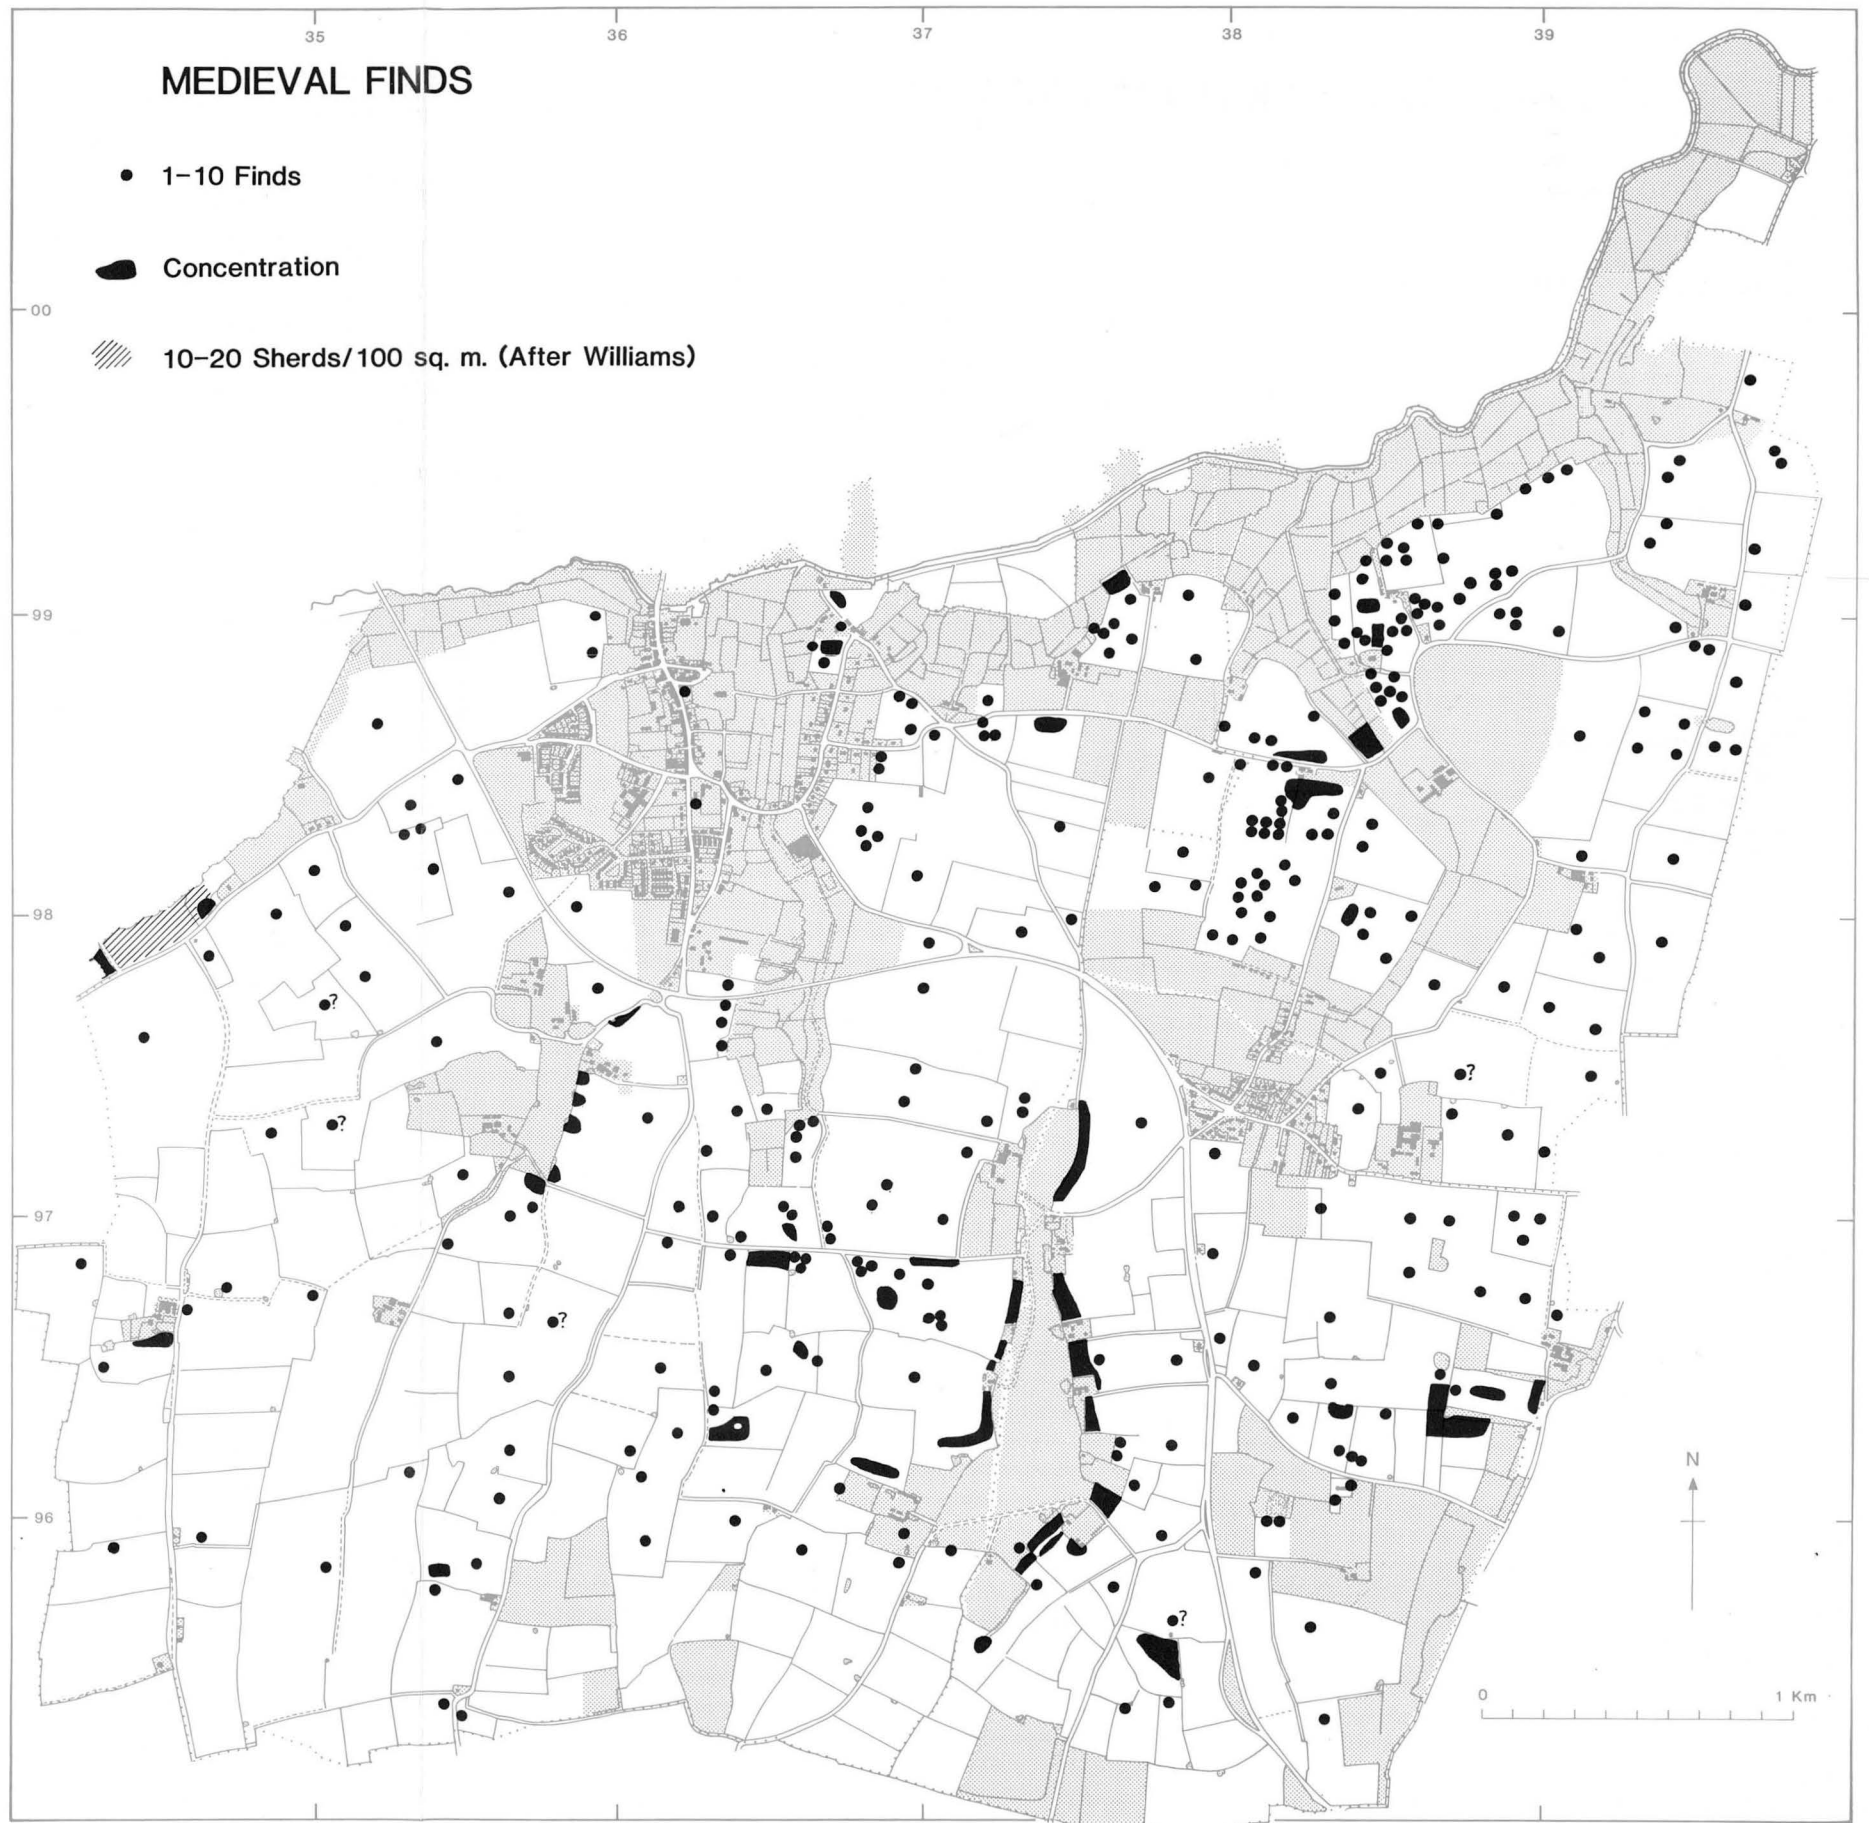 35 36 37 38 39
MEDIEVAL FINDS
1-10 Finds
Concentration
00
10-20 Sherds/100 sq. m. (After Williams)
99
98
?
?
?
97
?
N
96
?
0 1 Km